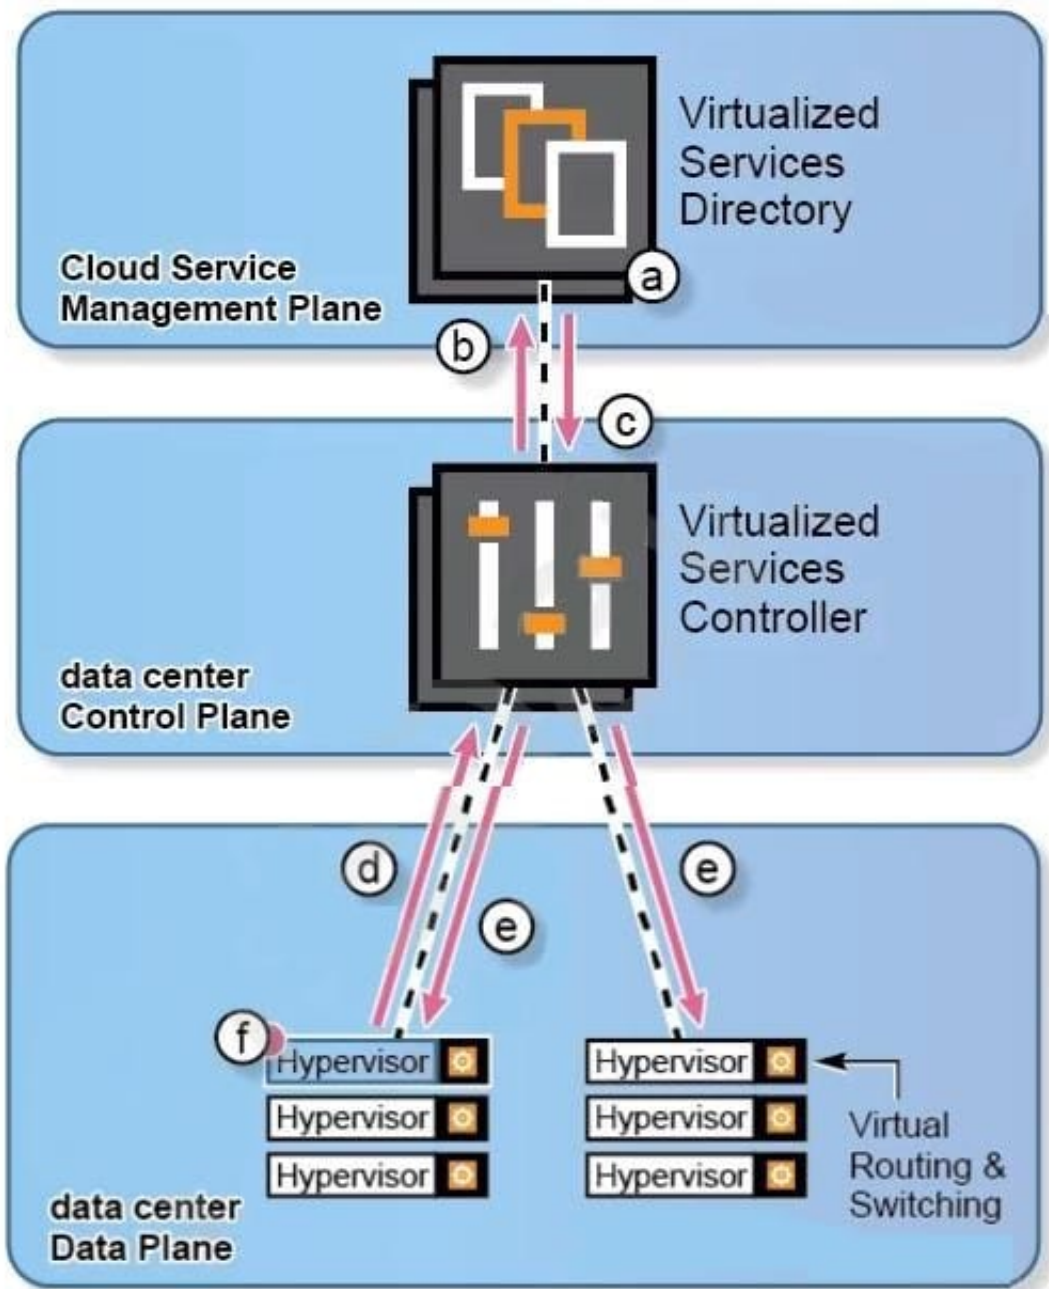 Virtualized
Services
Directory
a
Cloud Service
Management Plane
b
c
Virtualized
Services
Controller
data center
Control Plane
d
e
e
f
Hypervisor
Hypervisor
Hypervisor
Hypervisor
Hypervisor
Hypervisor
Virtual
Routing &
Switching
data center
Data Plane